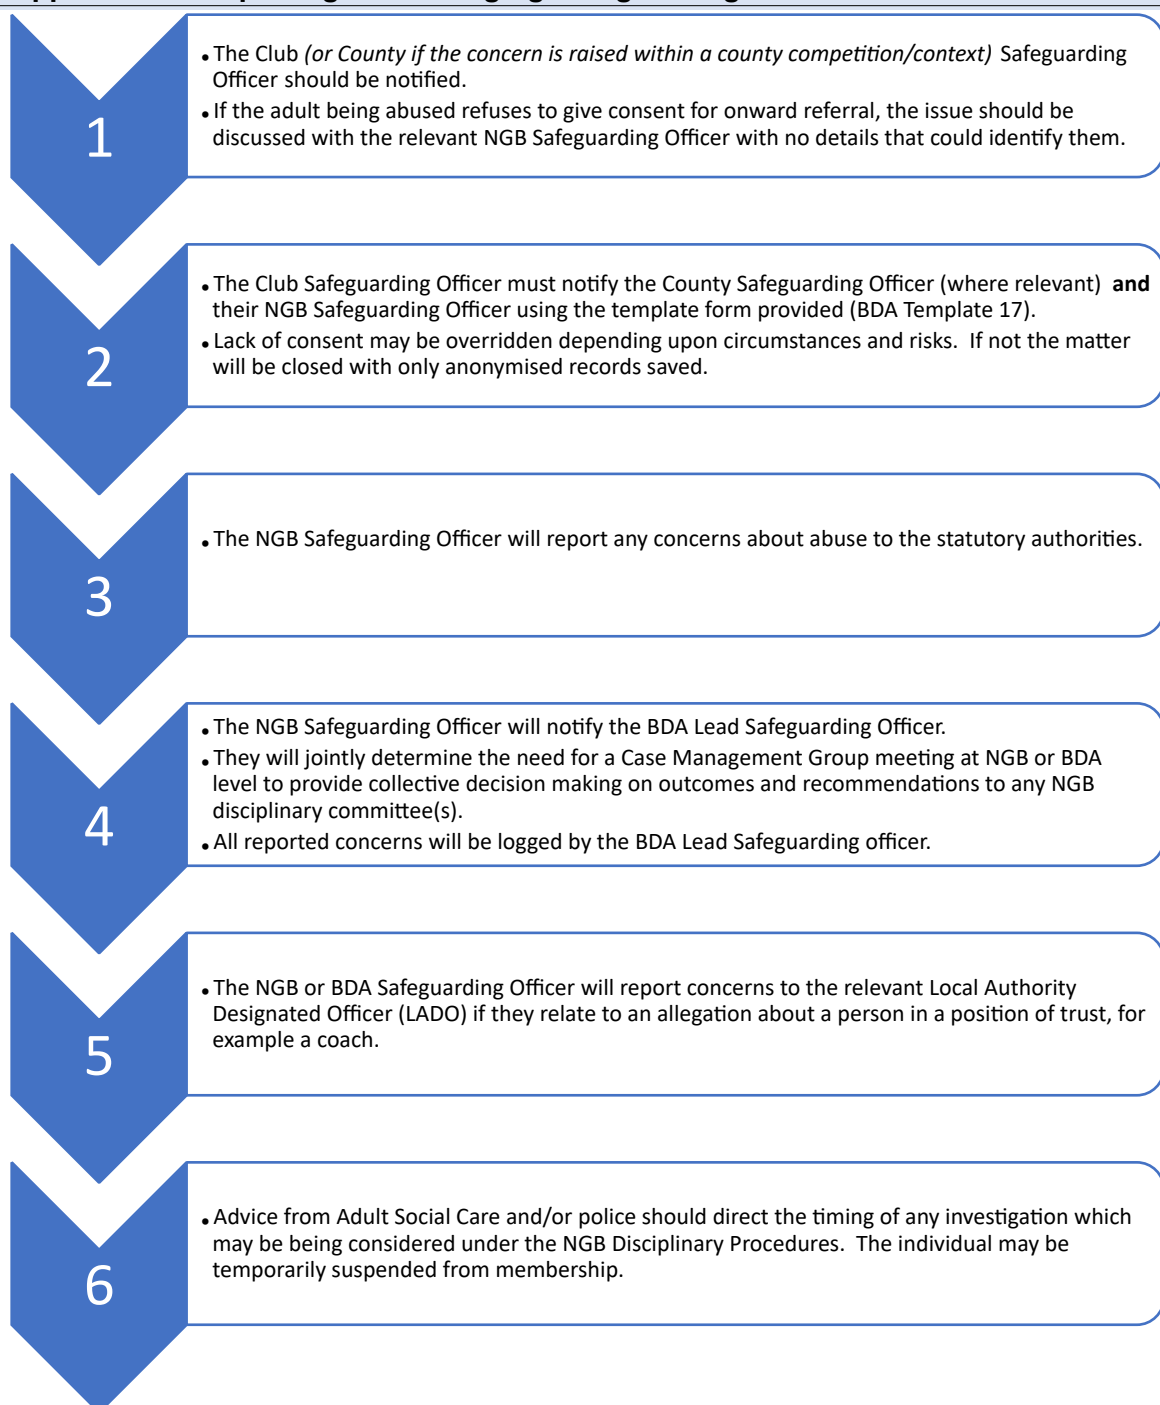 1
• The Club (or County if the concern is raised within a county competition/context) Safeguarding
Officer should be notified.
• If the adult being abused refuses to give consent for onward referral, the issue should be
discussed with the relevant NGB Safeguarding Officer with no details that could identify them.
2
• The Club Safeguarding Officer must notify the County Safeguarding Officer (where relevant) and
their NGB Safeguarding Officer using the template form provided (BDA Template 17).
• Lack of consent may be overridden depending upon circumstances and risks. If not the matter
will be closed with only anonymised records saved.
3
• The NGB Safeguarding Officer will report any concerns about abuse to the statutory authorities.
4
• The NGB Safeguarding Officer will notify the BDA Lead Safeguarding Officer.
• They will jointly determine the need for a Case Management Group meeting at NGB or BDA
level to provide collective decision making on outcomes and recommendations to any NGB
disciplinary committee(s).
• All reported concerns will be logged by the BDA Lead Safeguarding officer.
5
• The NGB or BDA Safeguarding Officer will report concerns to the relevant Local Authority
Designated Officer (LADO) if they relate to an allegation about a person in a position of trust, for
example a coach.
6
• Advice from Adult Social Care and/or police should direct the timing of any investigation which
may be being considered under the NGB Disciplinary Procedures. The individual may be
temporarily suspended from membership.